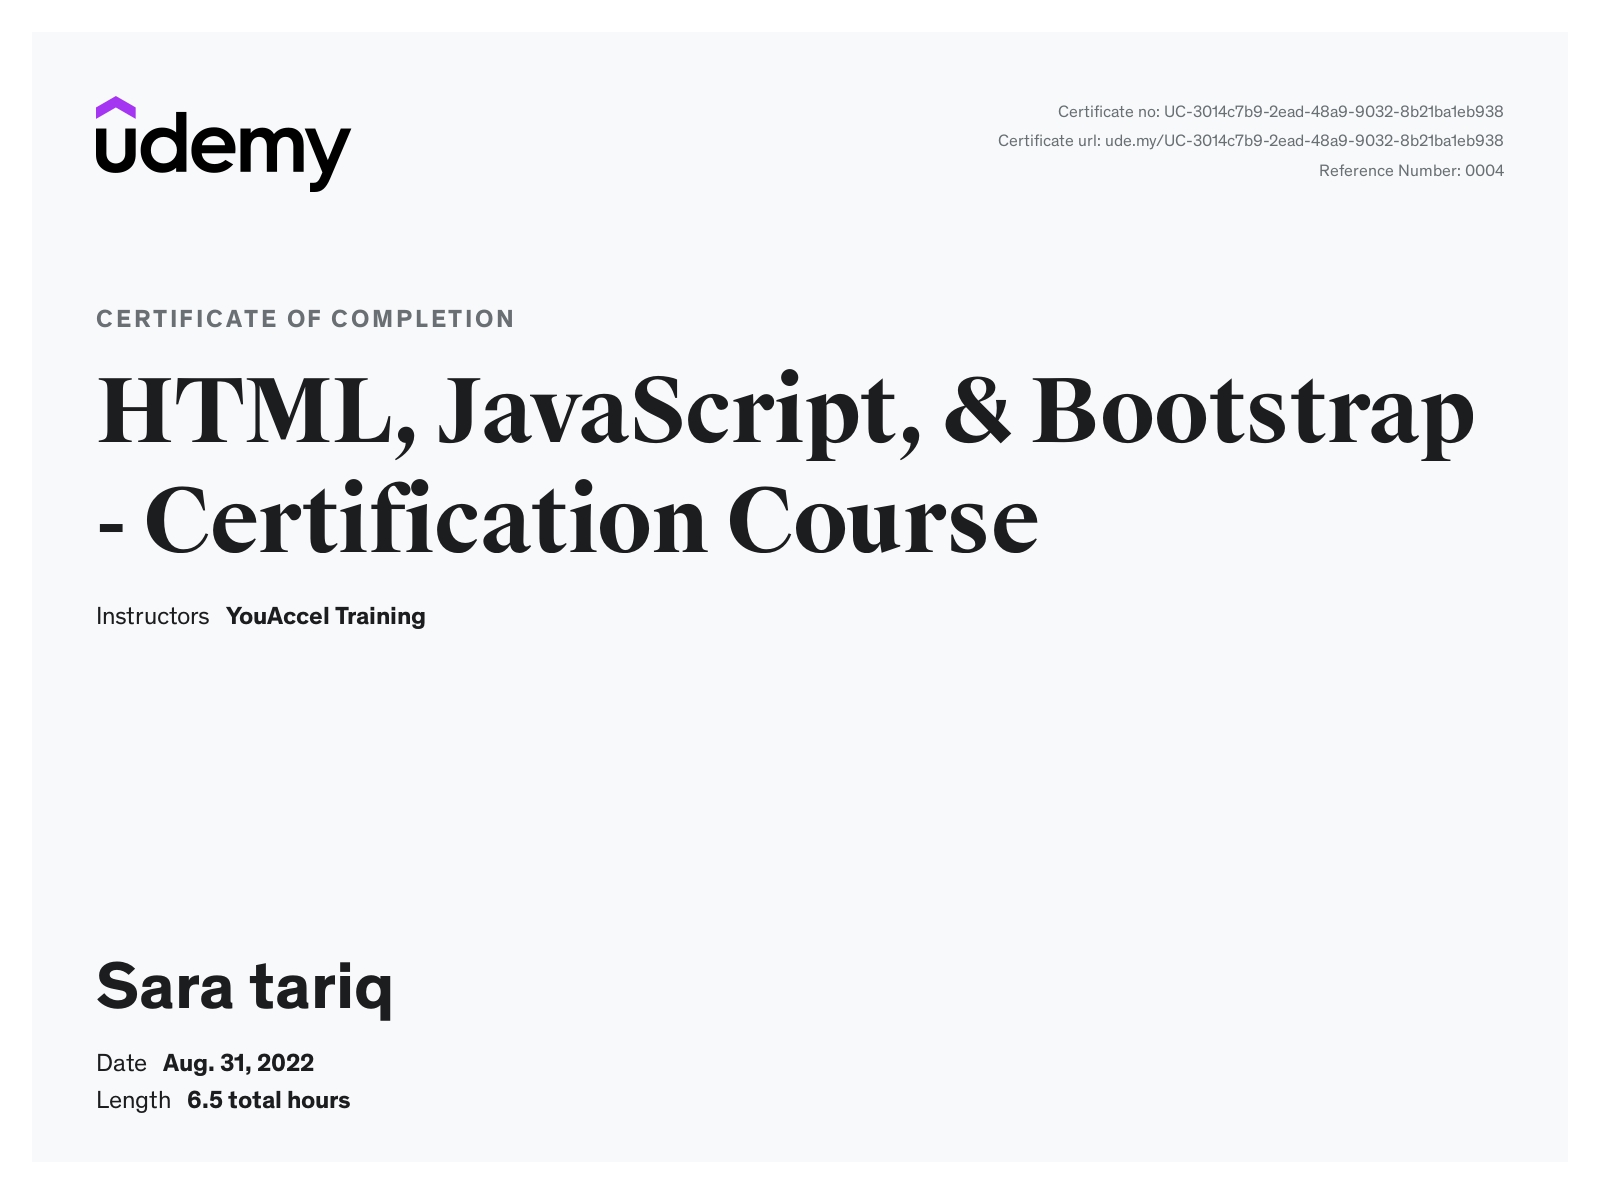 udemy
Certificate no: UC-3014c7b9-2ead-48a9-9032-8b21ba1eb938
Certificate url: ude.my/UC-3014c7b9-2ead-48a9-9032-8b21ba1eb938
Reference Number: 0004
CERTIFICATE OF COMPLETION
HTML, JavaScript, & Bootstrap
- Certification Course
Instructors YouAccel Training
Sara tariq
Date Aug. 31, 2022
Length 6.5 total hours